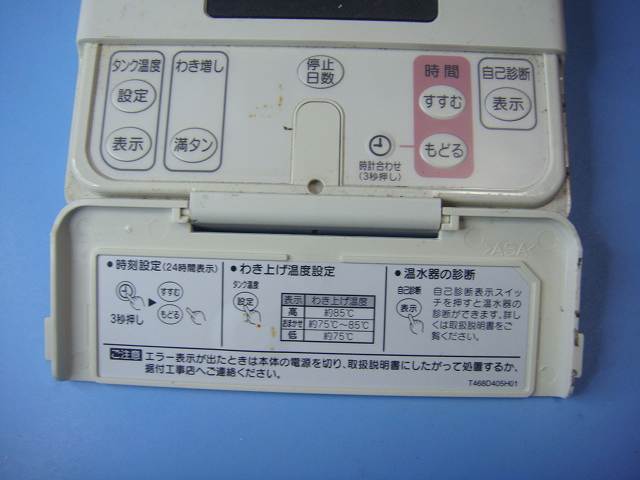 タンク温度
設定
表示
わき増し
満タン
停止
日数
時間
すすむ
もどる
時計合わせ
(3秒押し)
自己診断
表示
>ASA<
●時刻設定(24時間表示)
すすむ
もどる
3秒押し
●わき上げ温度設定
タンク温度
設定
表示 わき上げ温度
高 約85℃
おまかせ 約75℃〜85℃
低 約75℃
●温水器の診断
自己診断
表示
自己診断表示スイッ
チを押すと温水器の
診断ができます。詳し
くは取扱説明書をご
覧ください。
ご注意 エラー表示が出たときは本体の電源を切り、取扱説明書にしたがって処置するか、
据付工事店へご連絡ください。
T468D405H01